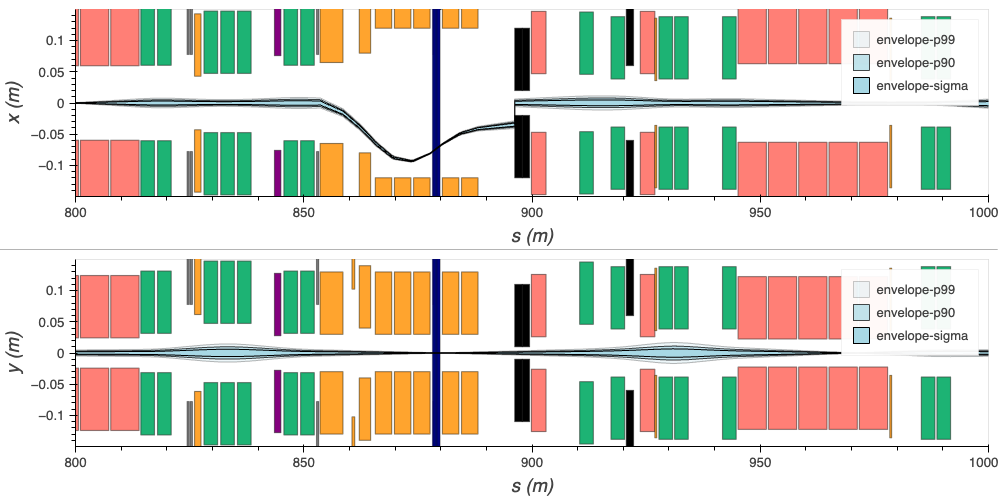 0.1
0.05
0
−0.05
−0.1
x (m)
800
850
900
950
1000
s (m)
envelope-p99
envelope-p90
envelope-sigma
0.1
0.05
0
−0.05
−0.1
y (m)
800
850
900
950
1000
s (m)
envelope-p99
envelope-p90
envelope-sigma